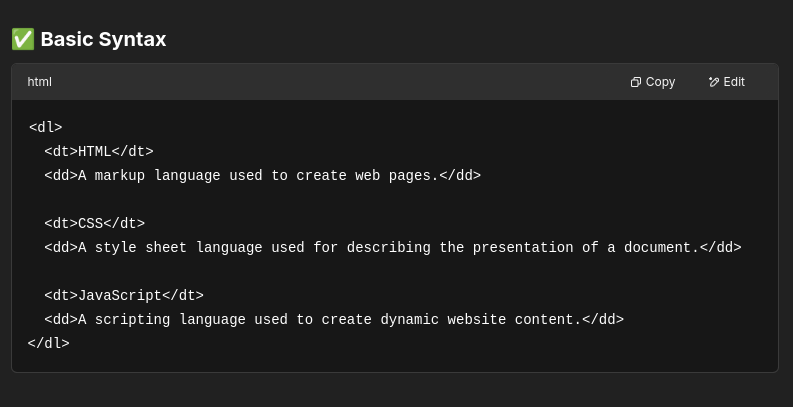 ✅ Basic Syntax
html Copy Edit
<dl>
  <dt>HTML</dt>
  <dd>A markup language used to create web pages.</dd>

  <dt>CSS</dt>
  <dd>A style sheet language used for describing the presentation of a document.</dd>

  <dt>JavaScript</dt>
  <dd>A scripting language used to create dynamic website content.</dd>
</dl>